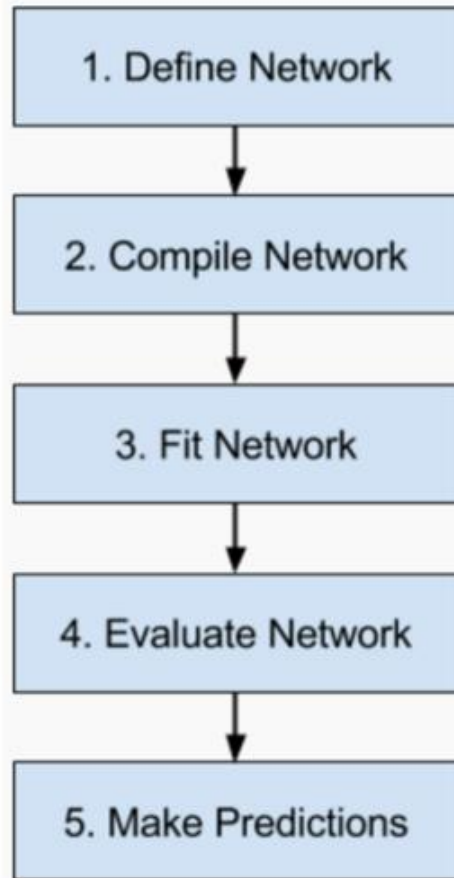 1. Define Network
2. Compile Network
3. Fit Network
4. Evaluate Network
5. Make Predictions